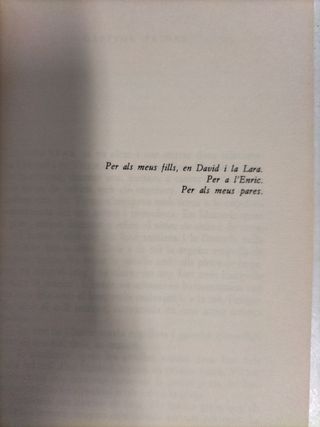 Per als meus fills, en David i la Lara.
Per a l'Enric.
Per als meus pares.